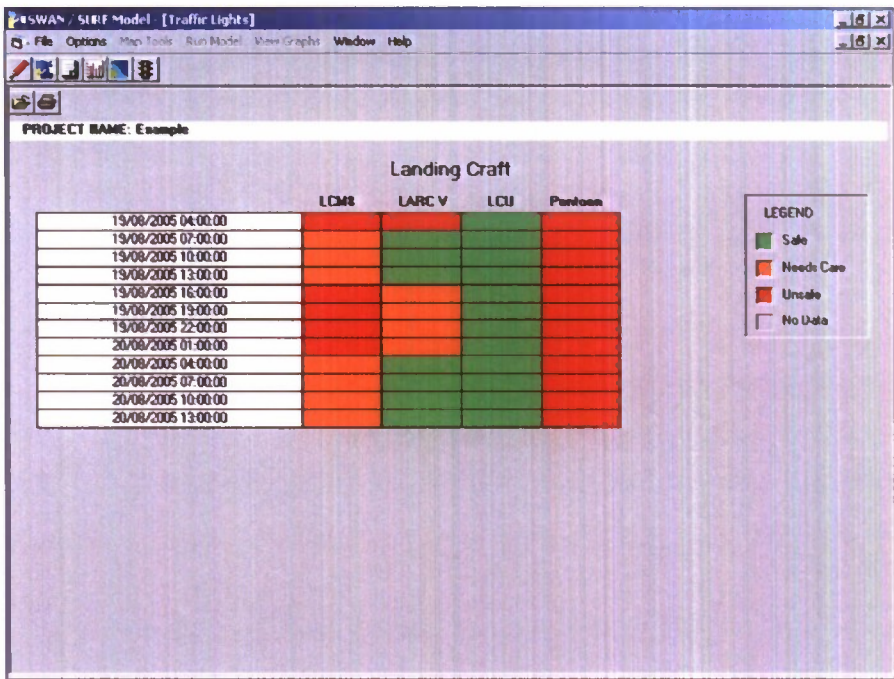 SWAN / SURF Model - [Traffic Lights]
File Options Map Tools Run Model View Graphs Window Help
PROJECT NAME: Example
Landing Craft
LCM8 LARC V LCU Pontoon
19/08/2005 04:00:00
19/08/2005 07:00:00
19/08/2005 10:00:00
19/08/2005 13:00:00
19/08/2005 16:00:00
19/08/2005 19:00:00
19/08/2005 22:00:00
20/08/2005 01:00:00
20/08/2005 04:00:00
20/08/2005 07:00:00
20/08/2005 10:00:00
20/08/2005 13:00:00
LEGEND
Safe
Needs Care
Unsafe
No Data